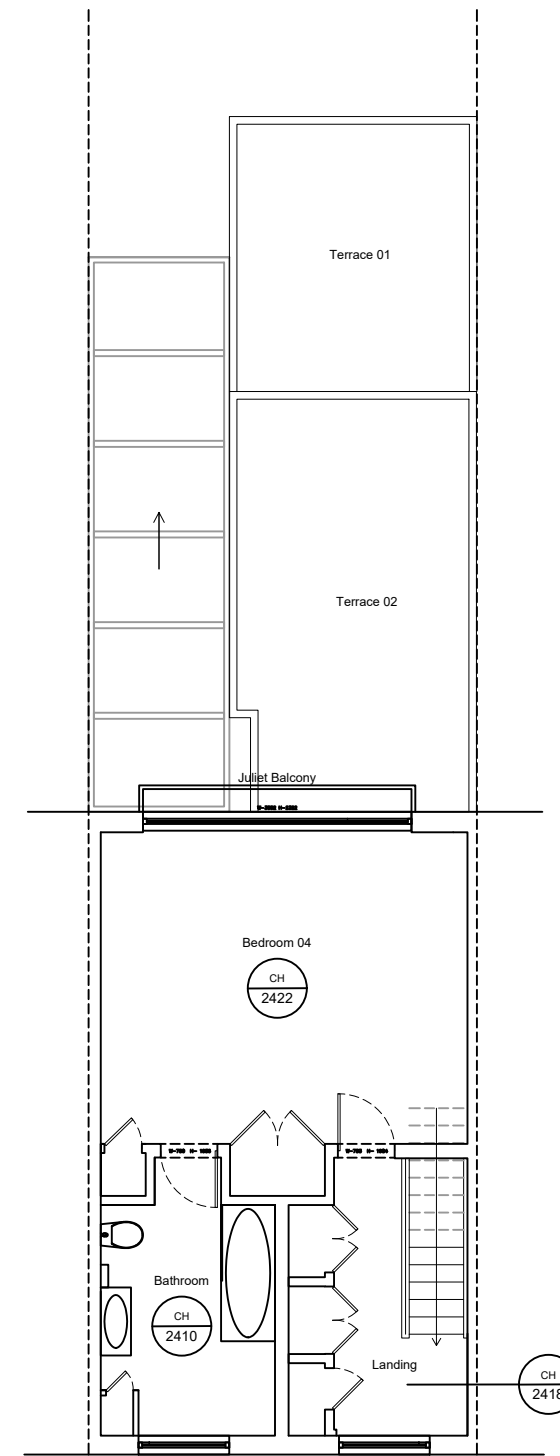 Terrace 01
Terrace 02
Juliet Balcony
Bedroom 04
CH
2422
Bathroom
CH
2410
Landing
CH
2418